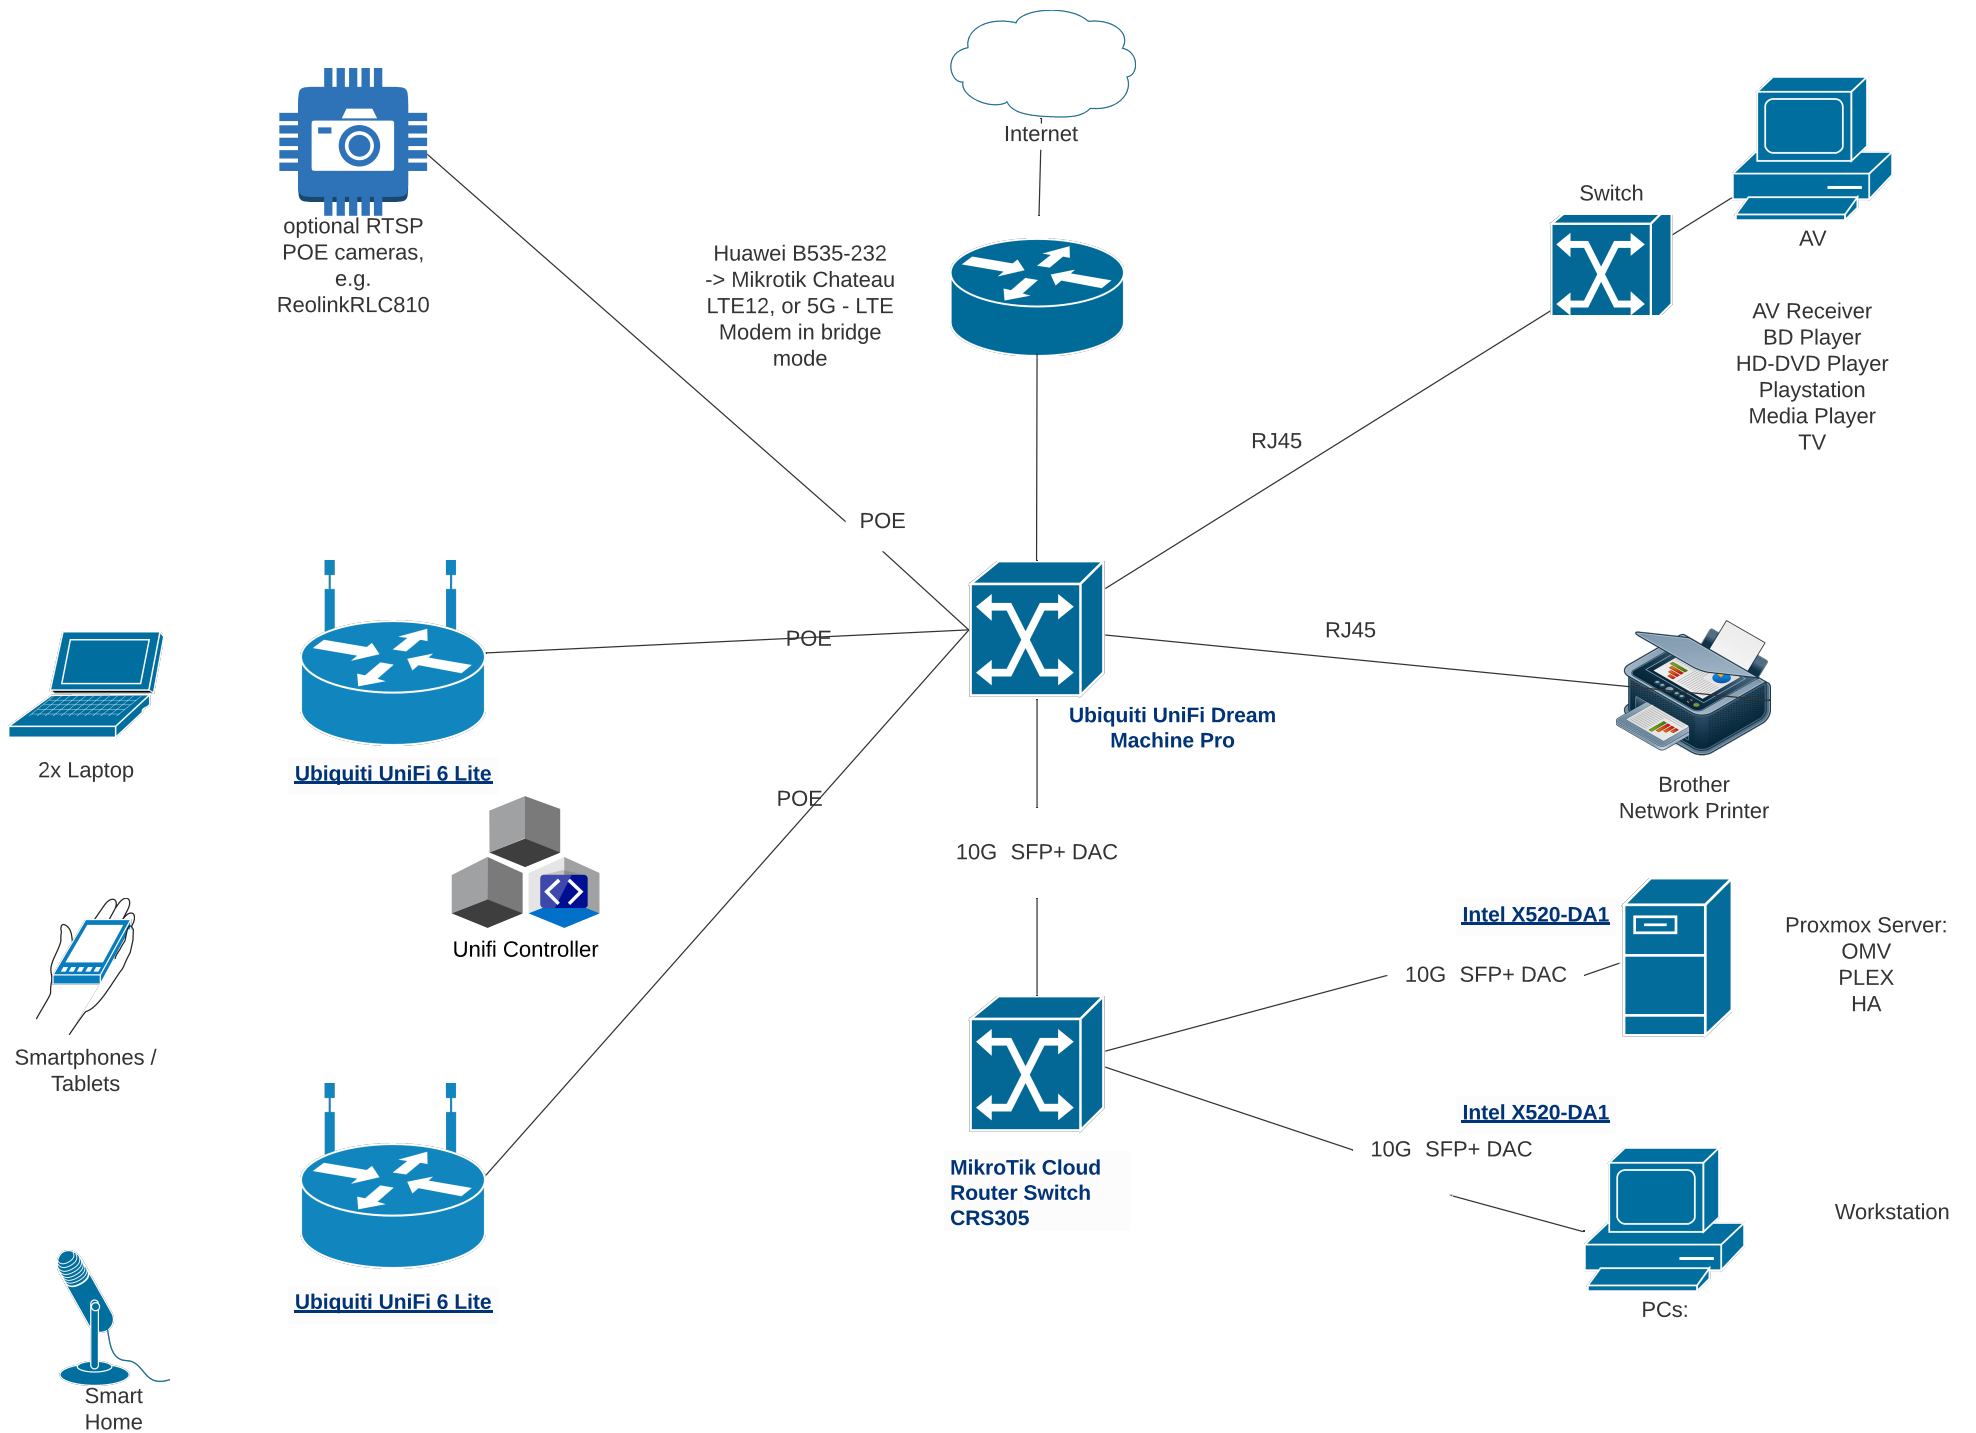 Internet
optional RTSP
POE cameras,
e.g.
ReolinkRLC810
Huawei B535-232
-> Mikrotik Chateau
LTE12, or 5G - LTE
Modem in bridge
mode
Switch
AV
AV Receiver
BD Player
HD-DVD Player
Playstation
Media Player
TV
RJ45
POE
POE
RJ45
Ubiquiti UniFi Dream
Machine Pro
2x Laptop
Ubiquiti UniFi 6 Lite
POE
Brother
Network Printer
10G  SFP+ DAC
Unifi Controller
Intel X520-DA1
Proxmox Server:
OMV
PLEX
HA
10G  SFP+ DAC
Smartphones /
Tablets
Intel X520-DA1
10G  SFP+ DAC
MikroTik Cloud
Router Switch
CRS305
Workstation
Ubiquiti UniFi 6 Lite
PCs:
Smart
Home